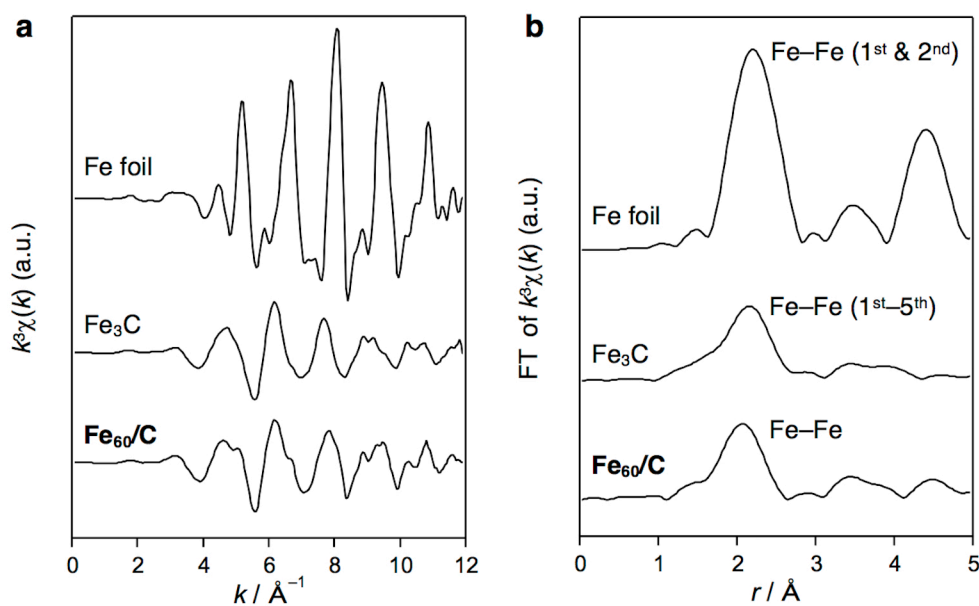 a
k³χ(k) (a.u.)
Fe foil
Fe₃C
Fe₆₀/C
0 2 4 6 8 10 12
k / Å⁻¹
b
FT of k³χ(k) (a.u.)
Fe–Fe (1st & 2nd)
Fe foil
Fe–Fe (1st–5th)
Fe₃C
Fe–Fe
Fe₆₀/C
0 1 2 3 4 5
r / Å